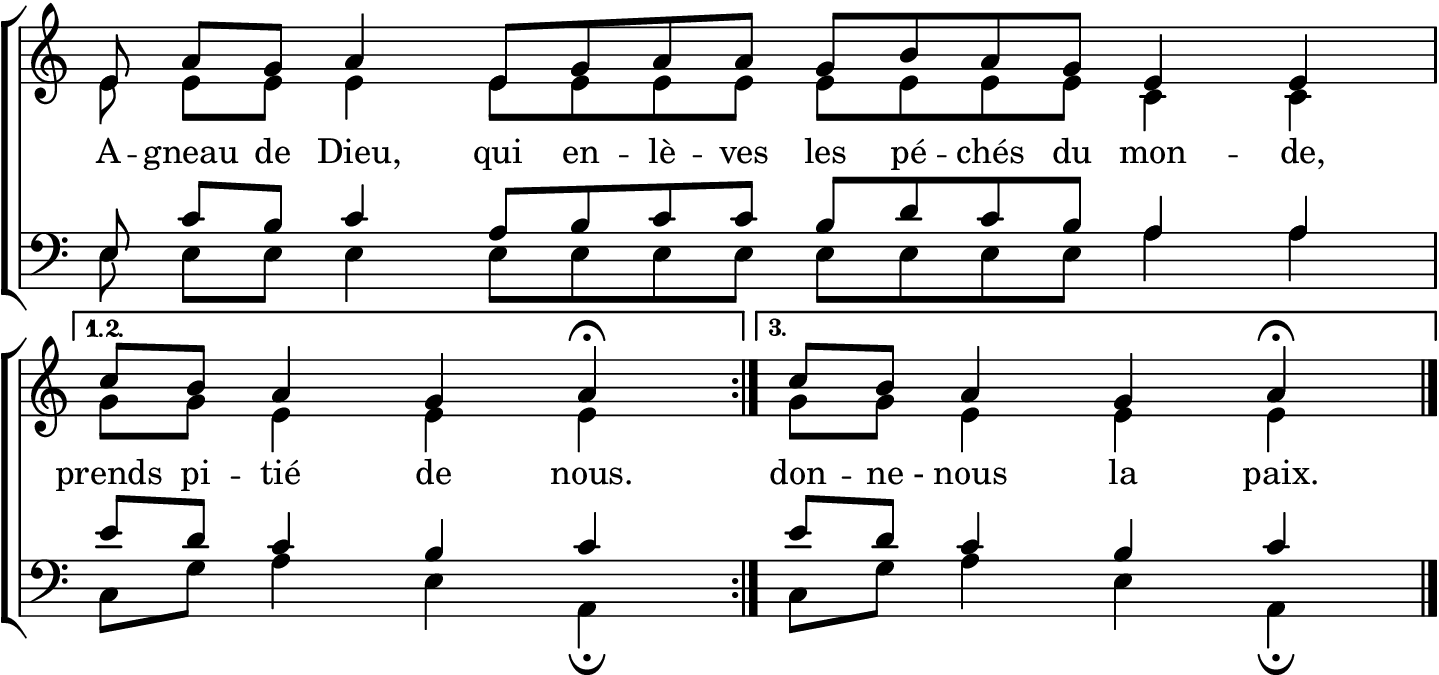 A -- gneau de Dieu, qui en -- lè -- ves les pé -- chés du mon -- de,
1.2. 3.
prends pi -- tié de nous. don -- ne - nous la paix.